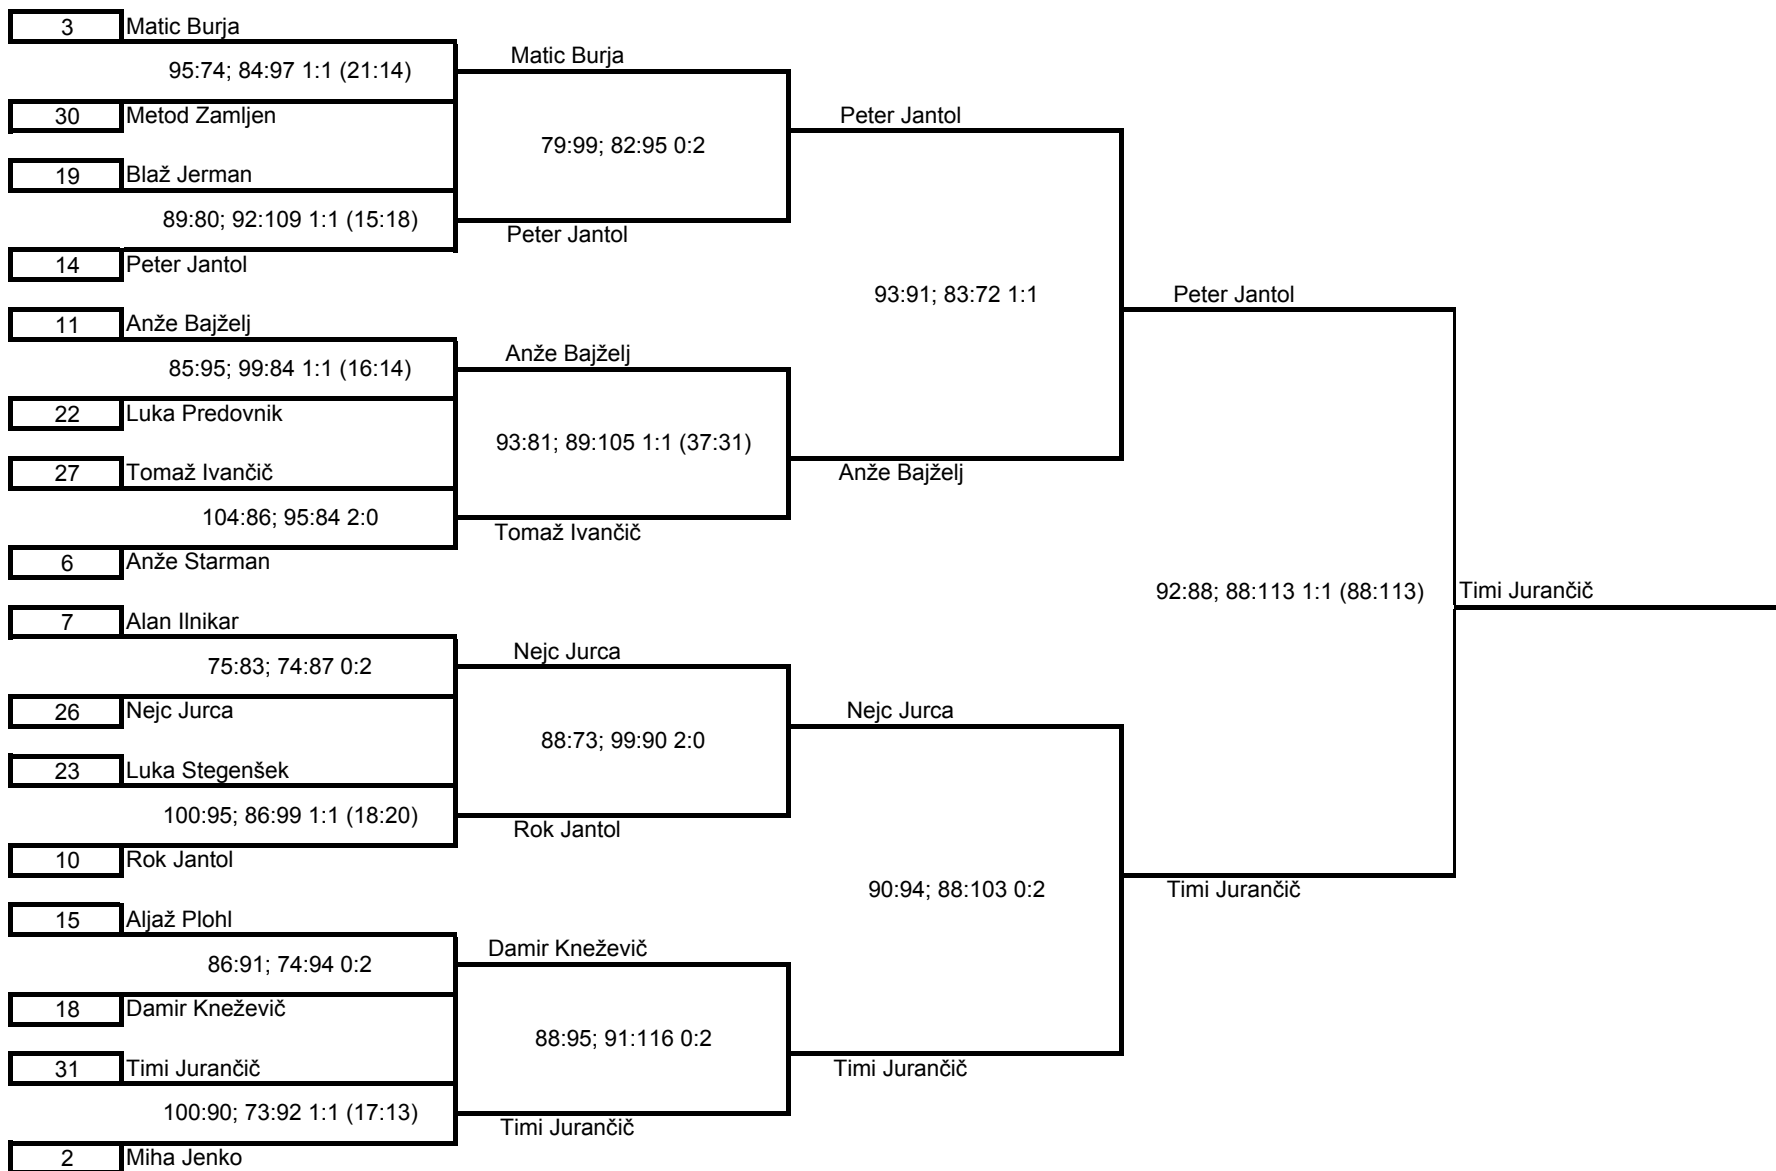 3 Matic Burja
95:74; 84:97 1:1 (21:14)
30 Metod Zamljen
19 Blaž Jerman
89:80; 92:109 1:1 (15:18)
14 Peter Jantol
11 Anže Bajželj
85:95; 99:84 1:1 (16:14)
22 Luka Predovnik
27 Tomaž Ivančič
104:86; 95:84 2:0
6 Anže Starman
7 Alan Ilnikar
75:83; 74:87 0:2
26 Nejc Jurca
23 Luka Stegenšek
100:95; 86:99 1:1 (18:20)
10 Rok Jantol
15 Aljaž Plohl
86:91; 74:94 0:2
18 Damir Kneževič
31 Timi Jurančič
100:90; 73:92 1:1 (17:13)
2 Miha Jenko
Matic Burja
79:99; 82:95 0:2
Peter Jantol
Anže Bajželj
93:81; 89:105 1:1 (37:31)
Tomaž Ivančič
Nejc Jurca
88:73; 99:90 2:0
Rok Jantol
Damir Kneževič
88:95; 91:116 0:2
Timi Jurančič
Peter Jantol
93:91; 83:72 1:1
Anže Bajželj
Nejc Jurca
90:94; 88:103 0:2
Timi Jurančič
Peter Jantol
92:88; 88:113 1:1 (88:113)
Timi Jurančič
Timi Jurančič